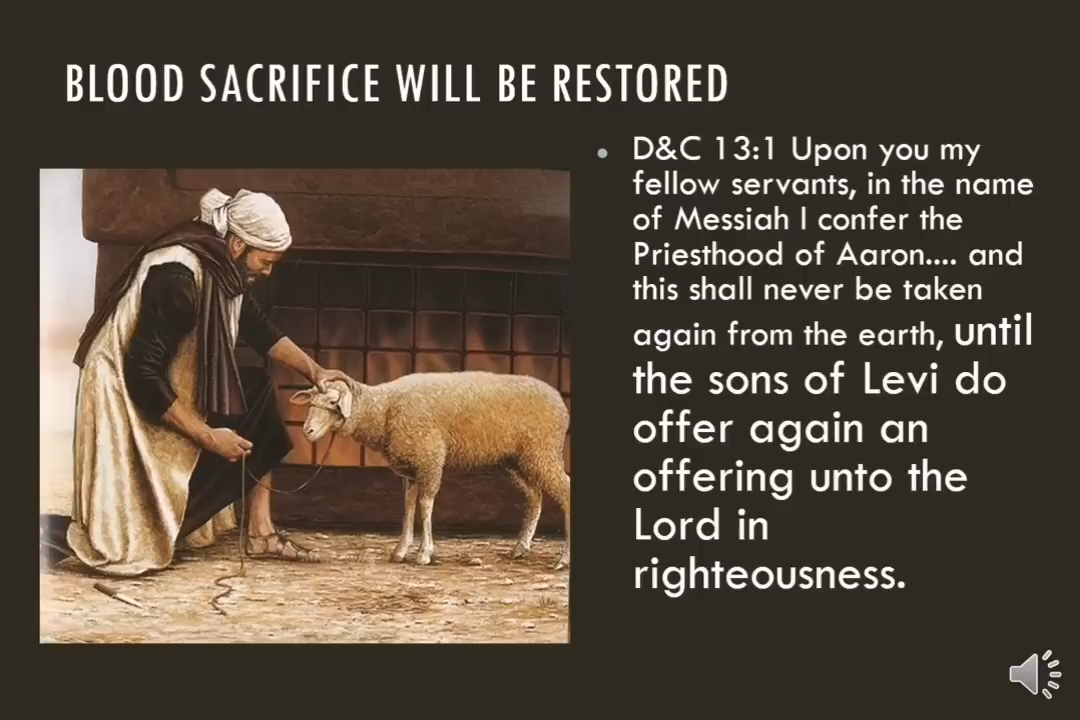 BLOOD SACRIFICE WILL BE RESTORED
D&C 13:1 Upon you my
fellow servants, in the name
of Messiah I confer the
Priesthood of Aaron.... and
this shall never be taken
again from the earth, until
the sons of Levi do
offer again an
offering unto the
Lord in
righteousness.